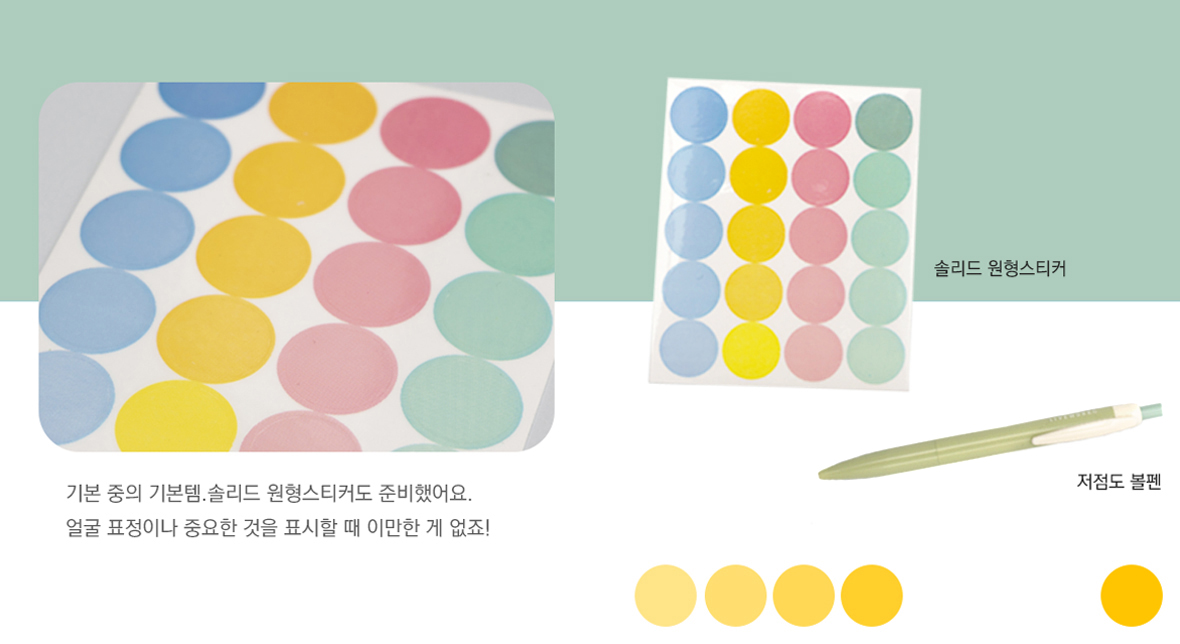 솔리드 원형스티커
저점도 볼펜
기본 중의 기본템.솔리드 원형스티커도 준비했어요.
얼굴 표정이나 중요한 것을 표시할 때 이만한 게 없죠!